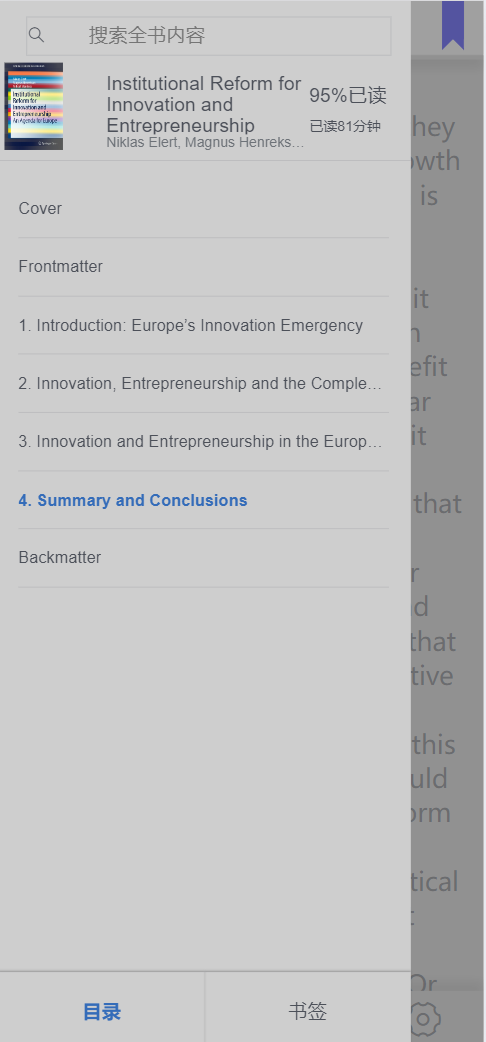 搜索全书内容
Institutional Reform for
Innovation and
Entrepreneurship
Niklas Elert, Magnus Henreks…
95%已读
已读81分钟
Cover
Frontmatter
1. Introduction: Europe’s Innovation Emergency
2. Innovation, Entrepreneurship and the Comple…
3. Innovation and Entrepreneurship in the Europ…
4. Summary and Conclusions
Backmatter
目录
书签
hey
is
it
efit
it
that
that
tive
this
uld
orm
tical
Or